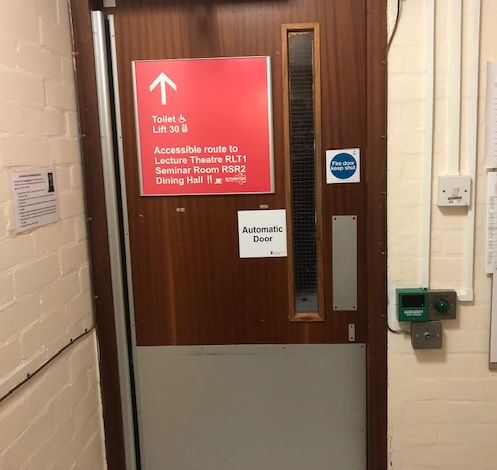 Toilet
Lift 30
Accessible route to
Lecture Theatre RLT1
Seminar Room RSR2
Dining Hall
Fire door
keep shut
Automatic
Door
EMERGENCY